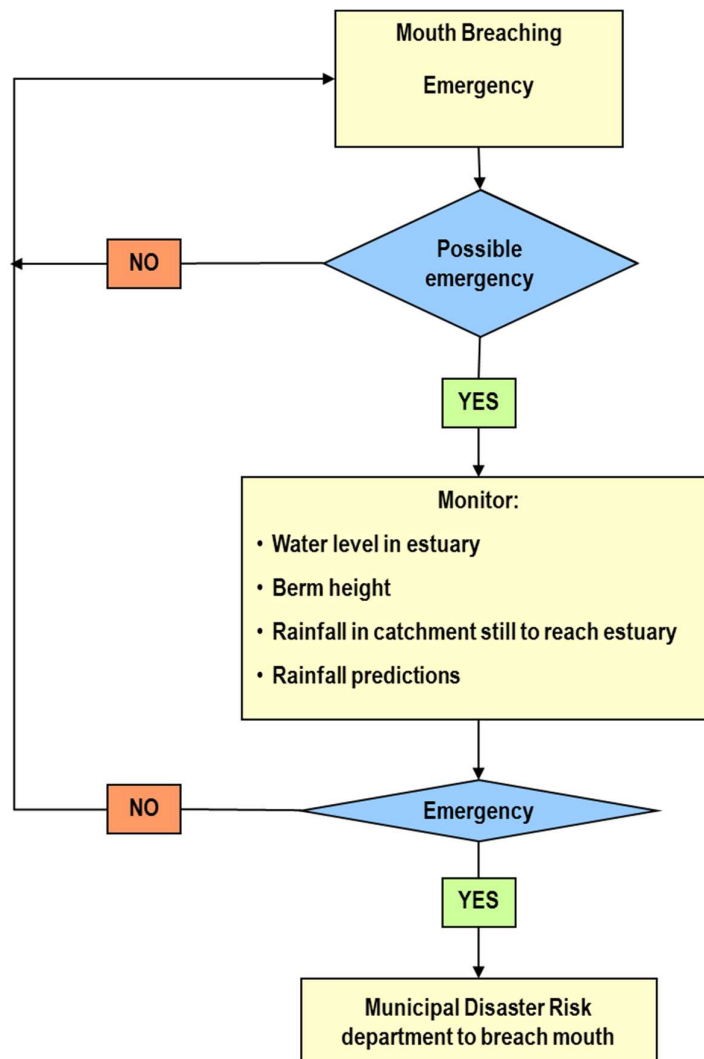 Mouth Breaching
Emergency
Possible
emergency
NO
YES
Monitor:
• Water level in estuary
• Berm height
• Rainfall in catchment still to reach estuary
• Rainfall predictions
Emergency
NO
YES
Municipal Disaster Risk
department to breach mouth